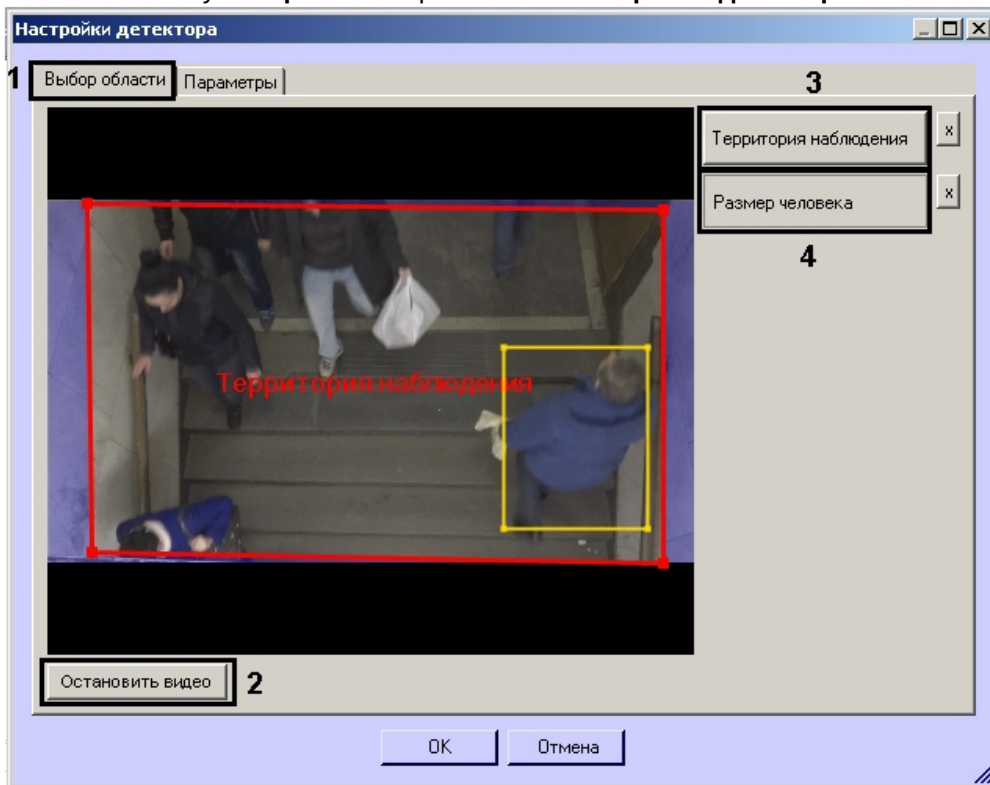 Настройки детектора
1
Выбор области
Параметры
3
Территория наблюдения
x
Размер человека
x
4
Территория наблюдения
Остановить видео
2
OK
Отмена